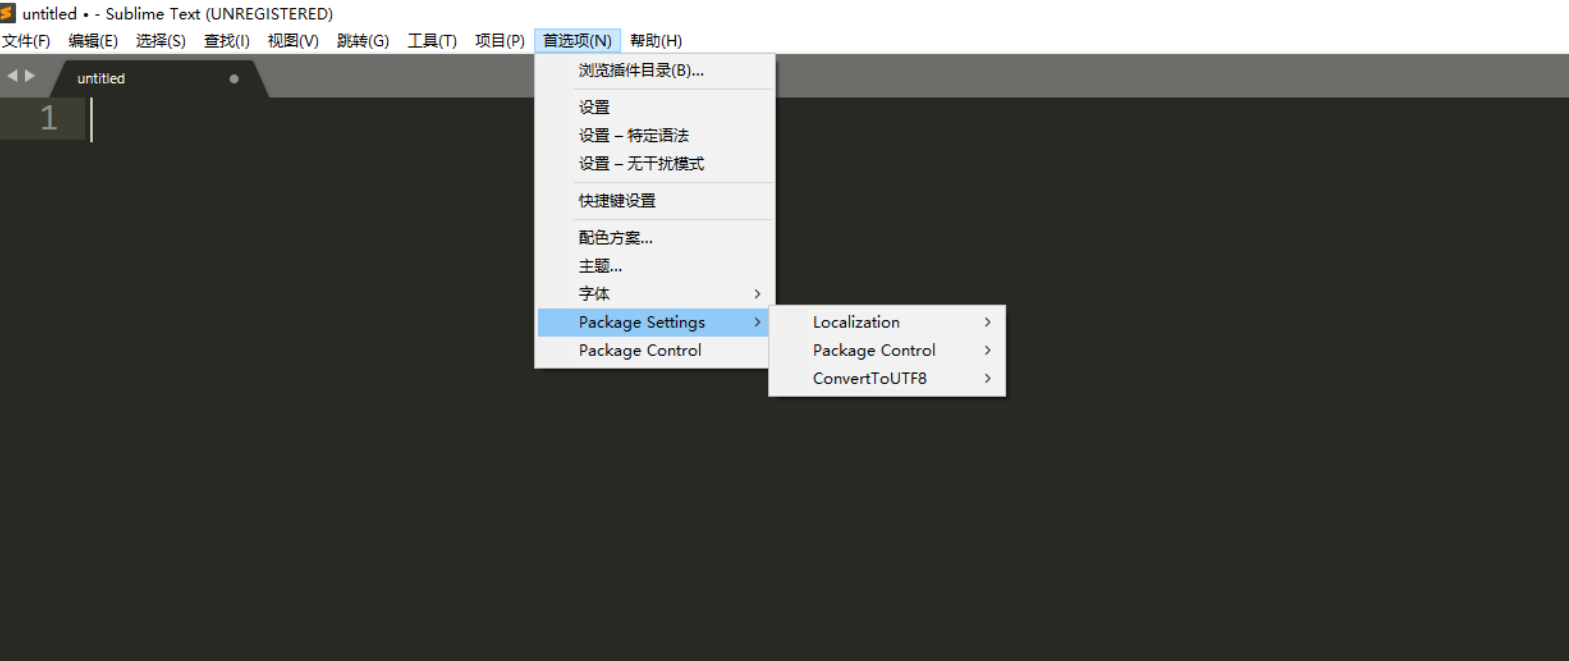 untitled • - Sublime Text (UNREGISTERED)
文件(F) 编辑(E) 选择(S) 查找(I) 视图(V) 跳转(G) 工具(T) 项目(P) 首选项(N) 帮助(H)
untitled
1
浏览插件目录(B)...
设置
设置 – 特定语法
设置 – 无干扰模式
快捷键设置
配色方案...
主题...
字体
Package Settings
Package Control
Localization
Package Control
ConvertToUTF8